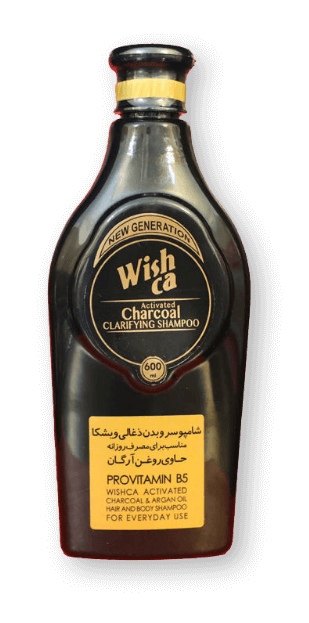 NEW GENERATION
Wish
ca
Activated
Charcoal
CLARIFYING SHAMPOO
600
ml
شامپو سر و بدن ذغالی ویشکا
مناسب برای مصرف روزانه
حاوی روغن آرگان
PROVITAMIN B5
WISHCA ACTIVATED
CHARCOAL & ARGAN OIL
HAIR AND BODY SHAMPOO
FOR EVERYDAY USE